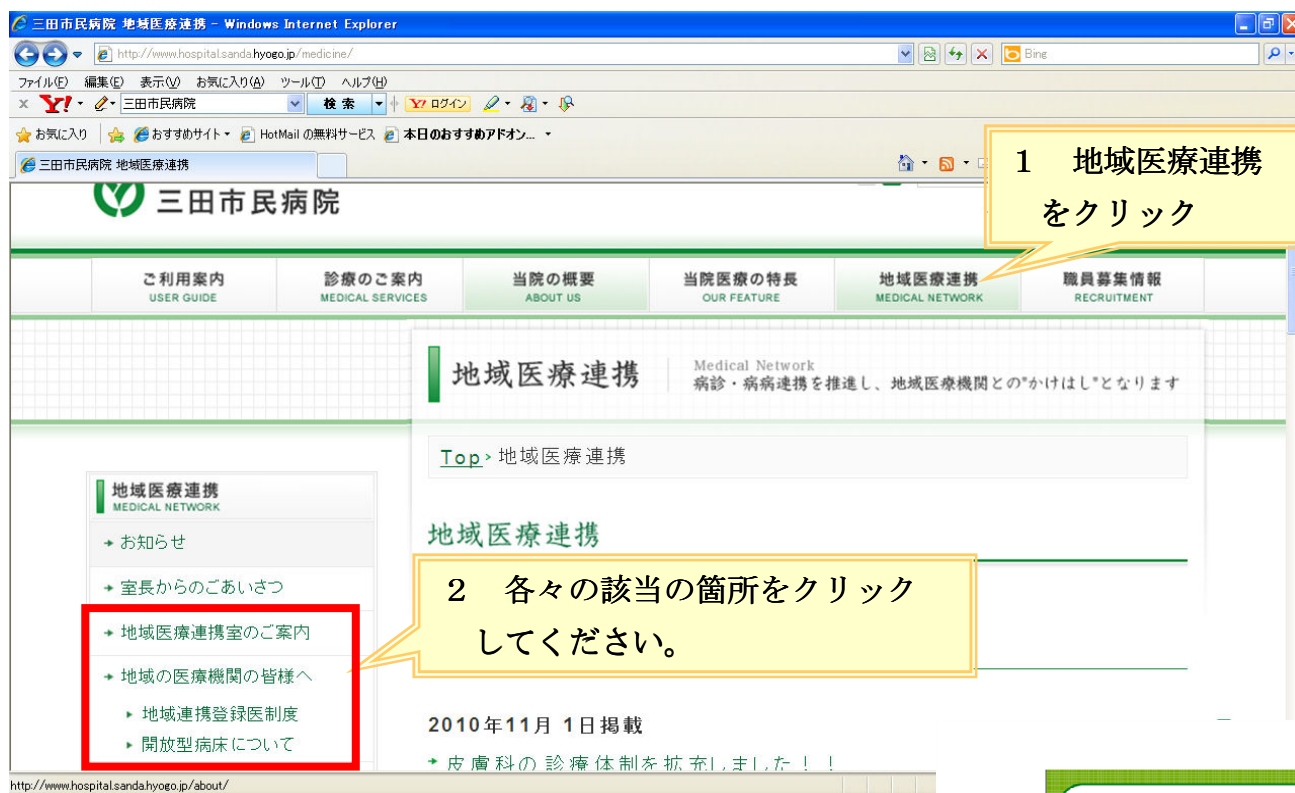 三田市民病院 地域医療連携 - Windows Internet Explorer
http://www.hospital.sanda.hyogo.jp/medicine/
Bing
ファイル(F) 編集(E) 表示(V) お気に入り(A) ツール(T) ヘルプ(H)
三田市民病院 検索 ログイン
お気に入り おすすめサイト HotMail の無料サービス 本日のおすすめアドオン...
三田市民病院 地域医療連携
1 地域医療連携
をクリック
三田市民病院
ご利用案内 診療のご案内 当院の概要 当院医療の特長 地域医療連携 職員募集情報
USER GUIDE MEDICAL SERVICES ABOUT US OUR FEATURE MEDICAL NETWORK RECRUITMENT
地域医療連携
Medical Network
病診・病病連携を推進し、地域医療機関との"かけはし"となります
Top>地域医療連携
地域医療連携
MEDICAL NETWORK
お知らせ
室長からのごあいさつ
地域医療連携室のご案内
地域の医療機関の皆様へ
地域連携登録医制度
開放型病床について
地域医療連携
2 各々の該当の箇所をクリック
してください。
2010年11月 1日掲載
皮膚科の診療体制を拡充しました!!
http://www.hospital.sanda.hyogo.jp/about/